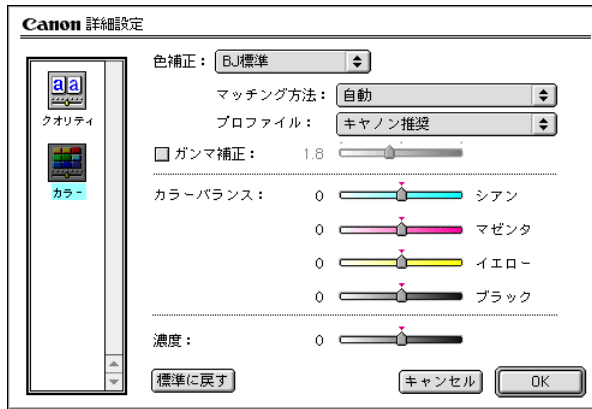 Canon 詳細設定
aa
クオリティ
カラー
色補正： BJ標準
マッチング方法： 自動
プロファイル： キヤノン推奨
ガンマ補正： 1.8
カラーバランス： 0 シアン
0 マゼンタ
0 イエロー
0 ブラック
濃度： 0
標準に戻す キャンセル OK